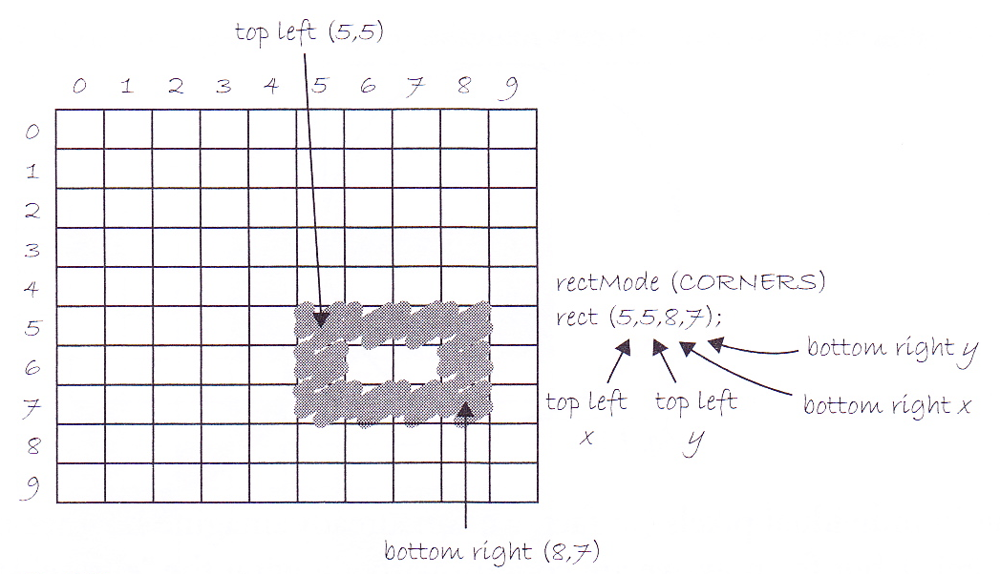 top left (5,5)
0 1 2 3 4 5 6 7 8 9
0
1
2
3
4
5
6
7
8
9
rectMode (CORNERS)
rect (5,5,8,7);
bottom right y
top left x
top left y
bottom right x
bottom right (8,7)